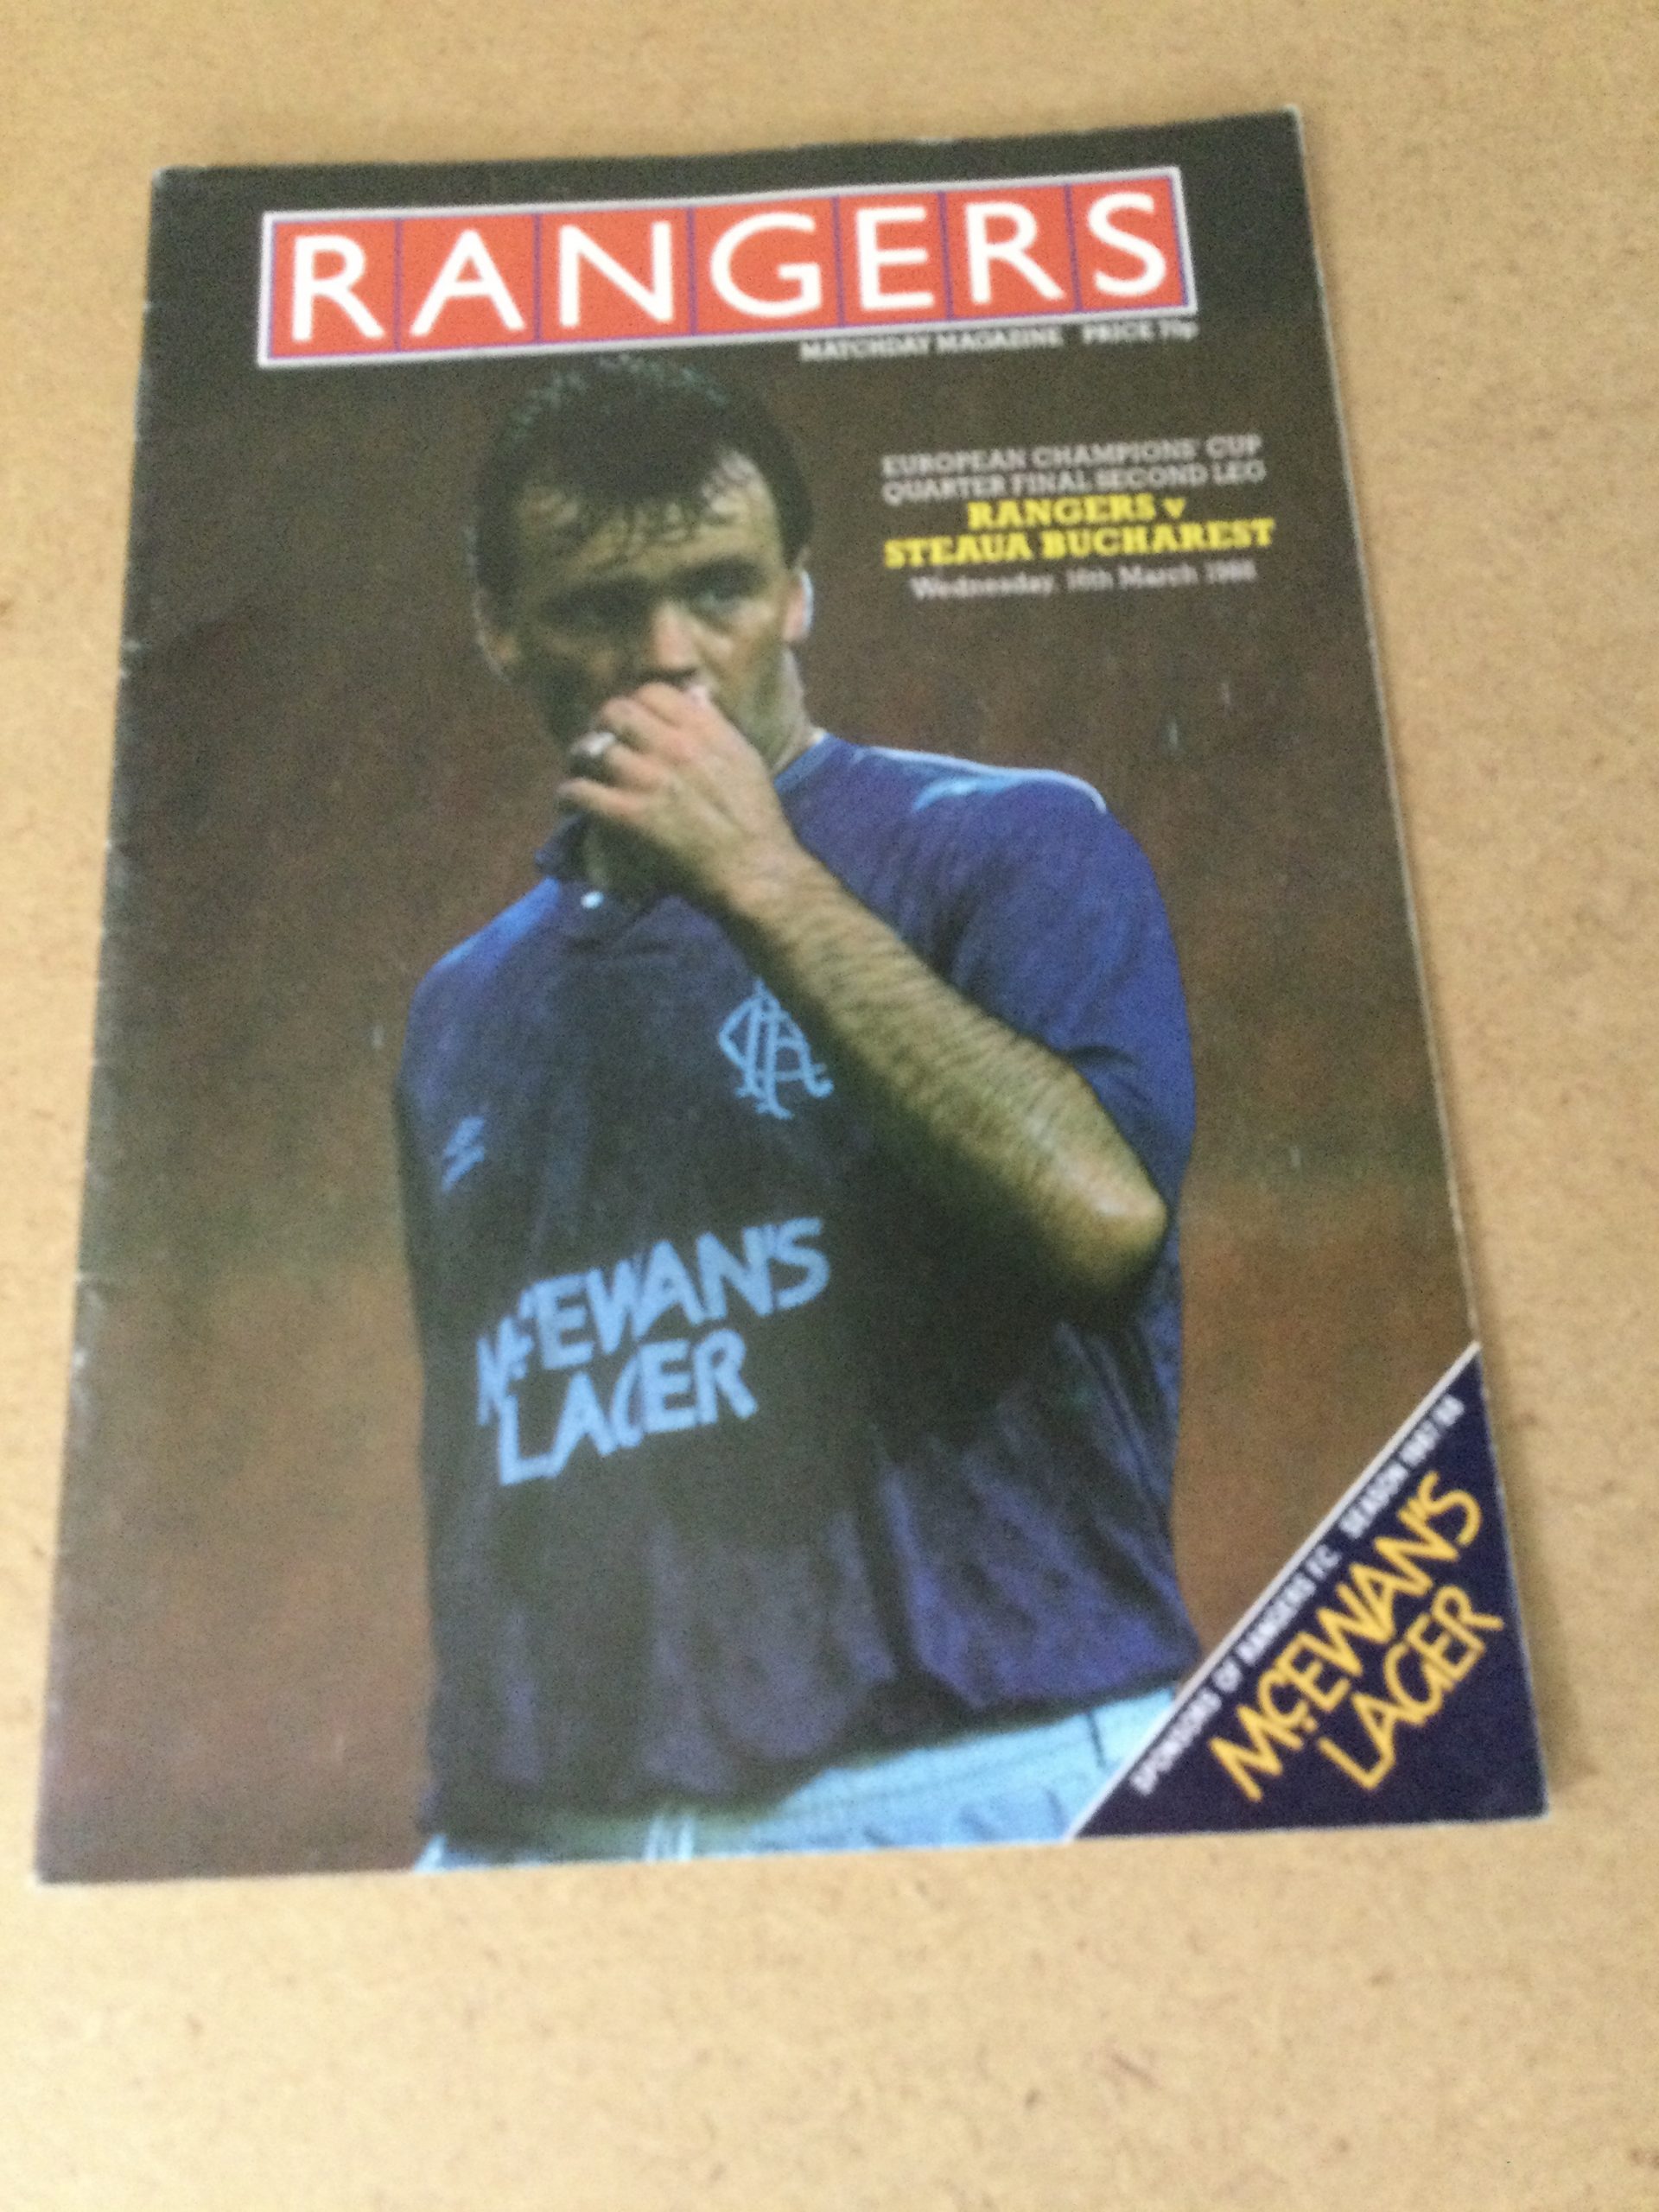 RANGERS
MATCHDAY MAGAZINE PRICE 70p
EUROPEAN CHAMPIONS' CUP
QUARTER FINAL SECOND LEG
RANGERS v
STEAUA BUCHAREST
Wednesday, 16th March 1988
McEWAN'S
LAGER
SPONSORS OF RANGERS F.C. SEASON 1987/88
McEWAN'S
LAGER